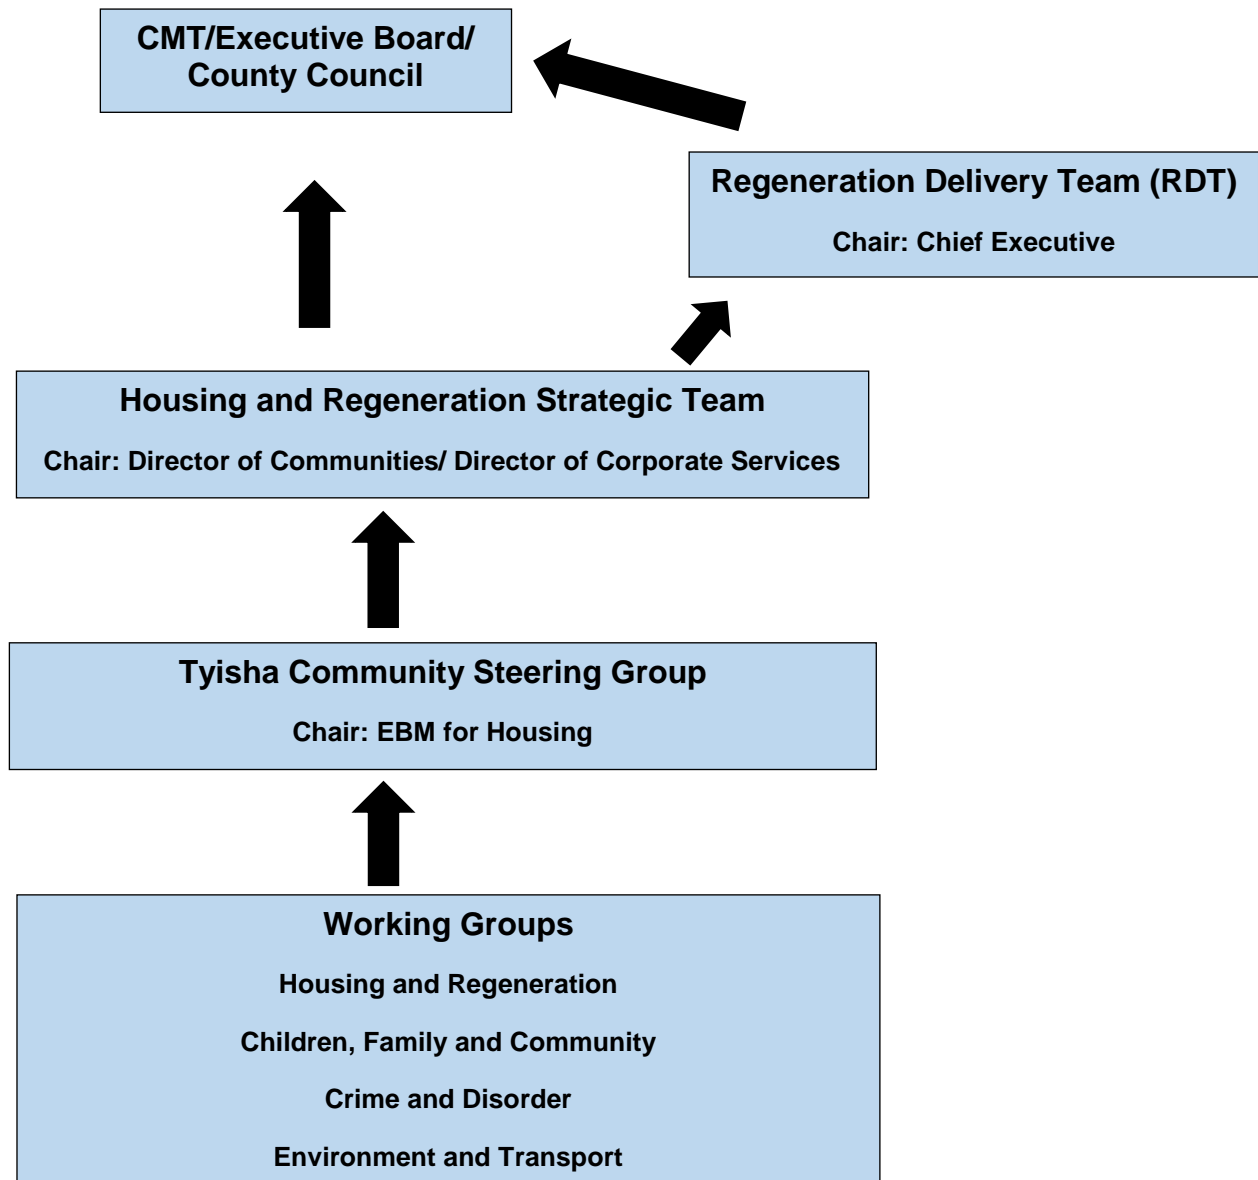 CMT/Executive Board/
County Council
Regeneration Delivery Team (RDT)
Chair: Chief Executive
Housing and Regeneration Strategic Team
Chair: Director of Communities/ Director of Corporate Services
Tyisha Community Steering Group
Chair: EBM for Housing
Working Groups
Housing and Regeneration
Children, Family and Community
Crime and Disorder
Environment and Transport